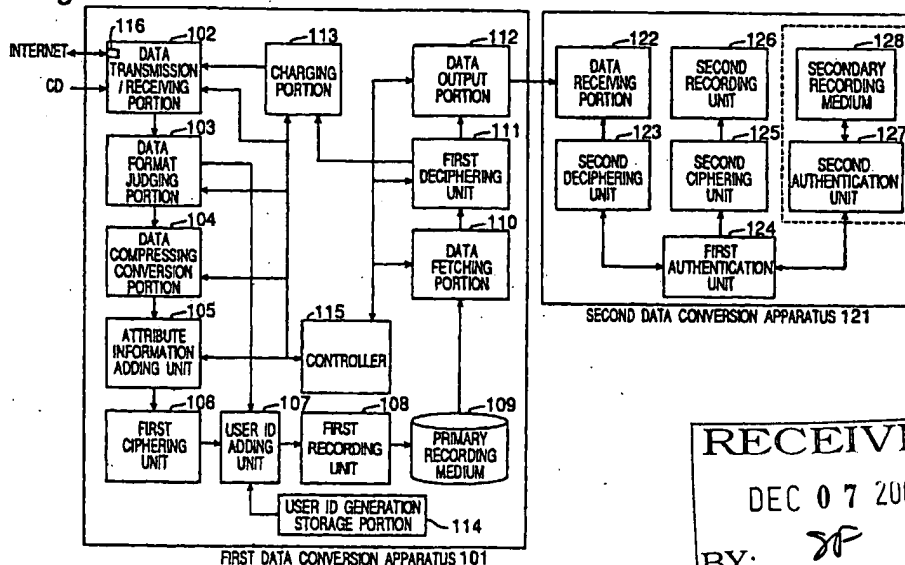 116
102
INTERNET
CD
DATA
TRANSMISSION
/ RECEIVING
PORTION
113
CHARGING
PORTION
112
DATA
OUTPUT
PORTION
103
DATA
FORMAT
JUDGING
PORTION
111
FIRST
DECIPHERING
UNIT
104
DATA
COMPRESSING
CONVERSION
PORTION
110
DATA
FETCHING
PORTION
105
ATTRIBUTE
INFORMATION
ADDING UNIT
115
CONTROLLER
106
FIRST
CIPHERING
UNIT
107
USER ID
ADDING
UNIT
108
FIRST
RECORDING
UNIT
109
PRIMARY
RECORDING
MEDIUM
USER ID GENERATION
STORAGE PORTION
114
FIRST DATA CONVERSION APPARATUS 101
122
DATA
RECEIVING
PORTION
126
SECOND
RECORDING
UNIT
128
SECONDARY
RECORDING
MEDIUM
123
SECOND
DECIPHERING
UNIT
125
SECOND
CIPHERING
UNIT
127
SECOND
AUTHENTICATION
UNIT
124
FIRST
AUTHENTICATION
UNIT
SECOND DATA CONVERSION APPARATUS 121
DEC 07
BY: